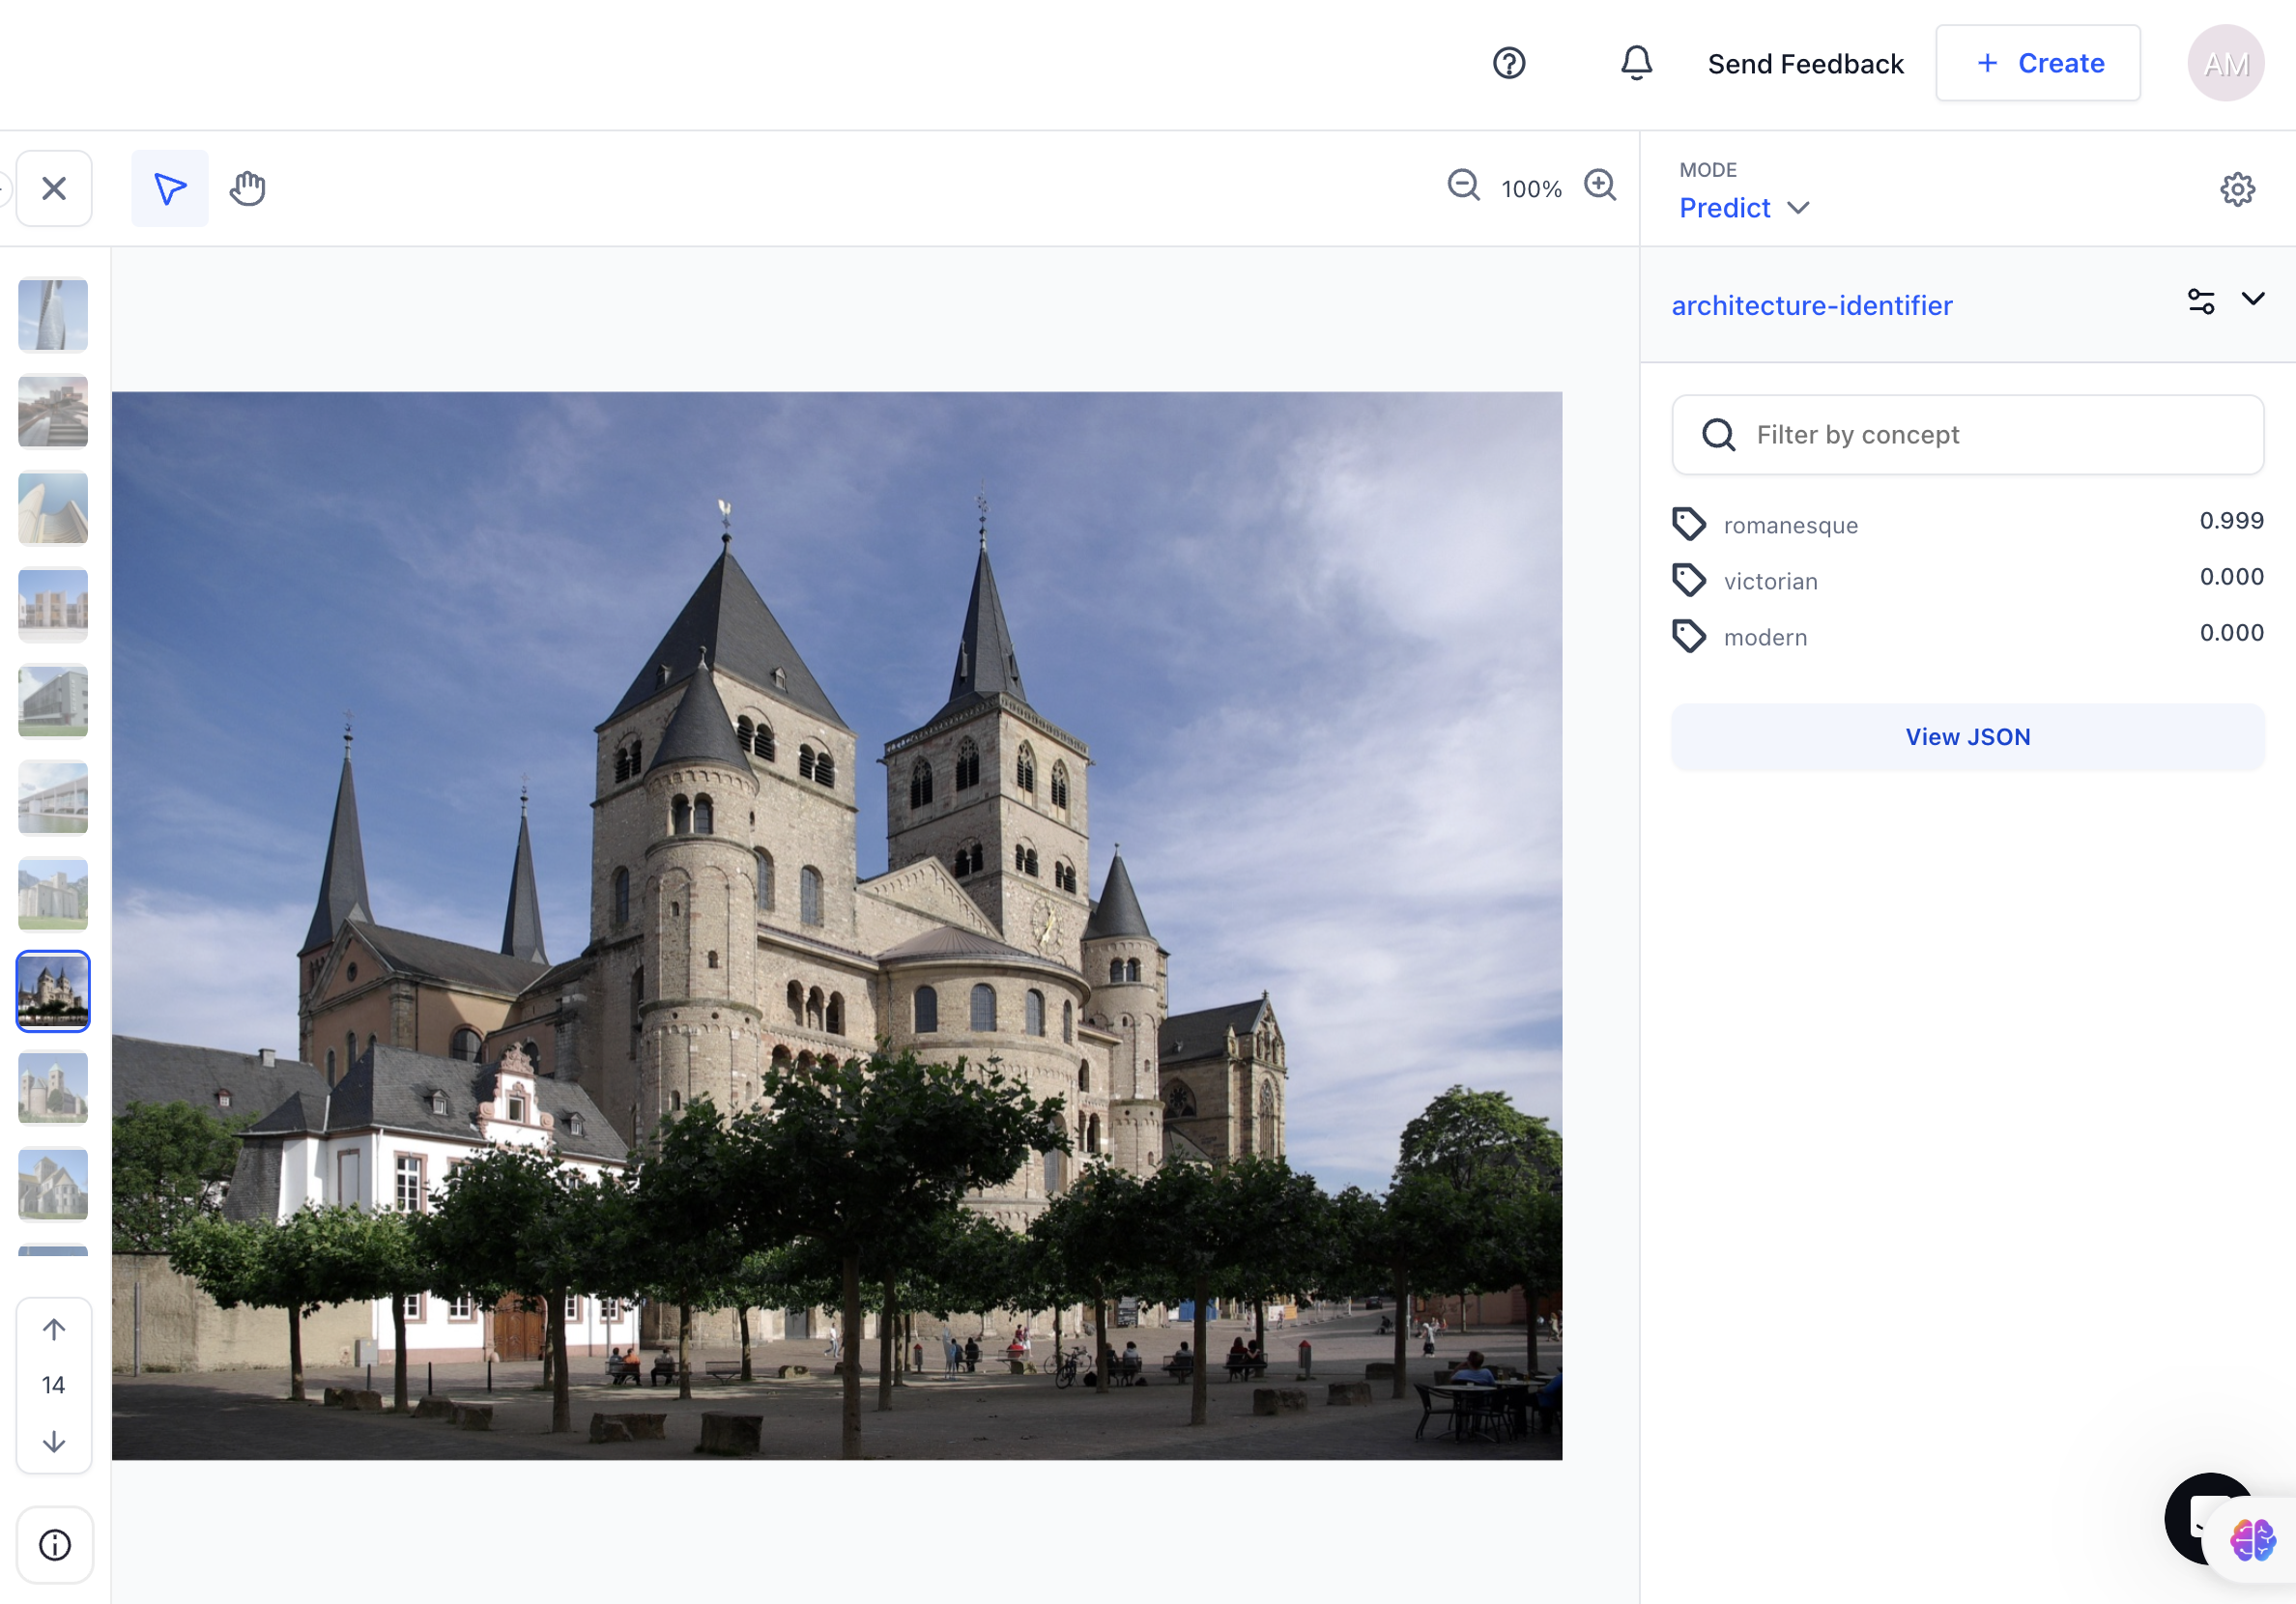 Send Feedback
+ Create
AM
100%
MODE
Predict
architecture-identifier
Filter by concept
romanesque 0.999
victorian 0.000
modern 0.000
View JSON
14